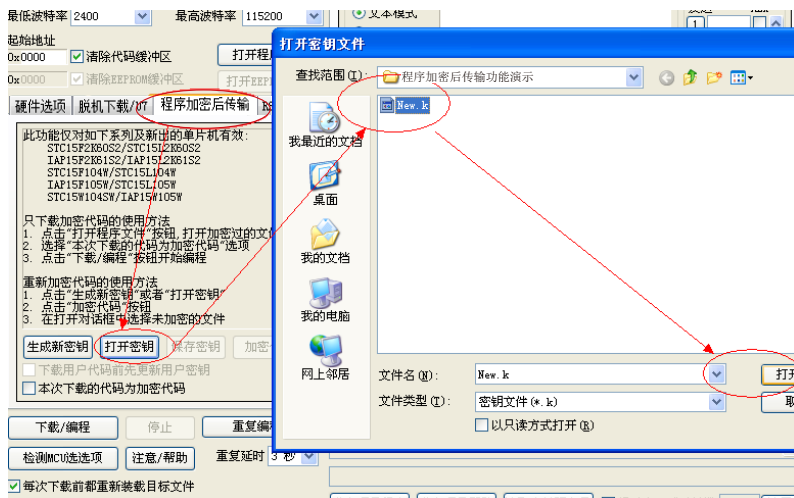 最低波特率 2400 最高波特率 115200
文本模式
起始地址
0x0000 清除代码缓冲区 打开程
0x0000 清除EEPROM缓冲区
硬件选项 脱机下载/U7 程序加密后传输
此功能仅对如下系列及新出的单片机有效:
STC15F2K60S2/STC15L2K60S2
IAP15F2K61S2/IAP15L2K61S2
STC15F104W/STC15L104W
IAP15F105W/STC15L105W
STC15W104SW/IAP15W105W
只下载加密代码的使用方法
1. 点击"打开程序文件"按钮,打开加密过的文
2. 选择"本次下载的代码为加密代码"选项
3. 点击"下载/编程"按钮开始编程
重新加密代码的使用方法
1. 点击"生成新密钥"或者"打开密钥"
2. 点击"加密代码"按钮
3. 在打开对话框中选择未加密的文件
生成新密钥 打开密钥 保存密钥 加密
下载用户代码前先更新用户密钥
本次下载的代码为加密代码
下载/编程 停止 重复编
检测MCU选选项 注意/帮助 重复延时 3 秒
每次下载前都重新装载目标文件
打开密钥文件
查找范围(I): 程序加密后传输功能演示
New.k
我最近的文档
桌面
我的文档
我的电脑
网上邻居
文件名(N): New.k 打开
文件类型(T): 密钥文件(*.k) 取
以只读方式打开(R)